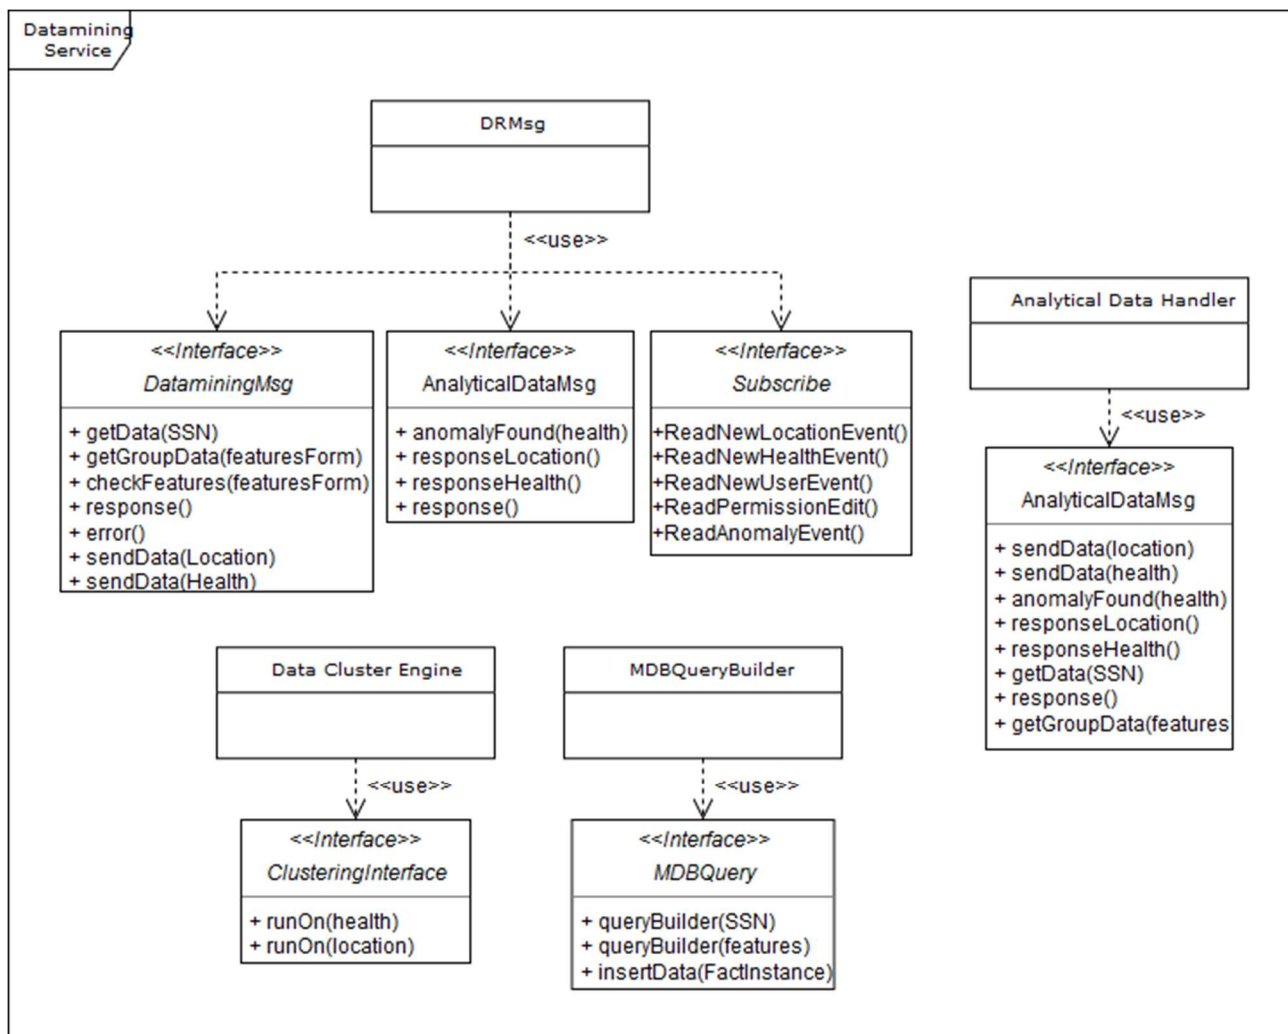 Datamining
Service
DRMsg
<<use>>
<<Interface>>
DataminingMsg
+ getData(SSN)
+ getGroupData(featuresForm)
+ checkFeatures(featuresForm)
+ response()
+ error()
+ sendData(Location)
+ sendData(Health)
<<Interface>>
AnalyticalDataMsg
+ anomalyFound(health)
+ responseLocation()
+ responseHealth()
+ response()
<<Interface>>
Subscribe
+ReadNewLocationEvent()
+ReadNewHealthEvent()
+ReadNewUserEvent()
+ReadPermissionEdit()
+ReadAnomalyEvent()
Analytical Data Handler
<<use>>
<<Interface>>
AnalyticalDataMsg
+ sendData(location)
+ sendData(health)
+ anomalyFound(health)
+ responseLocation()
+ responseHealth()
+ getData(SSN)
+ response()
+ getGroupData(features
Data Cluster Engine
<<use>>
<<Interface>>
ClusteringInterface
+ runOn(health)
+ runOn(location)
MDBQueryBuilder
<<use>>
<<Interface>>
MDBQuery
+ queryBuilder(SSN)
+ queryBuilder(features)
+ insertData(FactInstance)